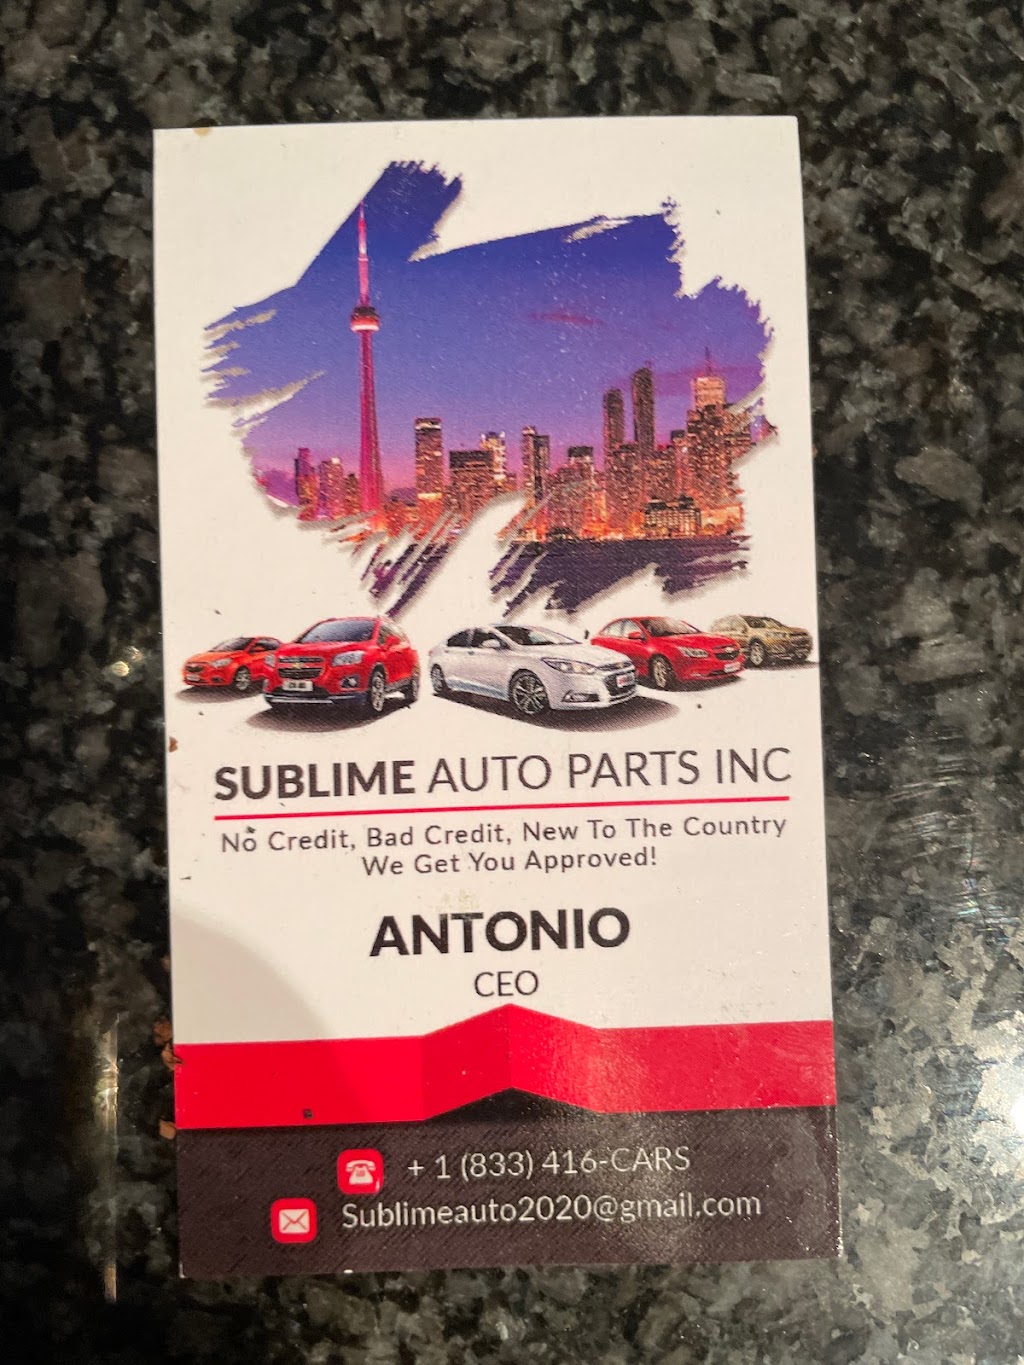 SUBLIME AUTO PARTS INC
No Credit, Bad Credit, New To The Country
We Get You Approved!
ANTONIO
CEO
+ 1 (833) 416-CARS
Sublimeauto2020@gmail.com